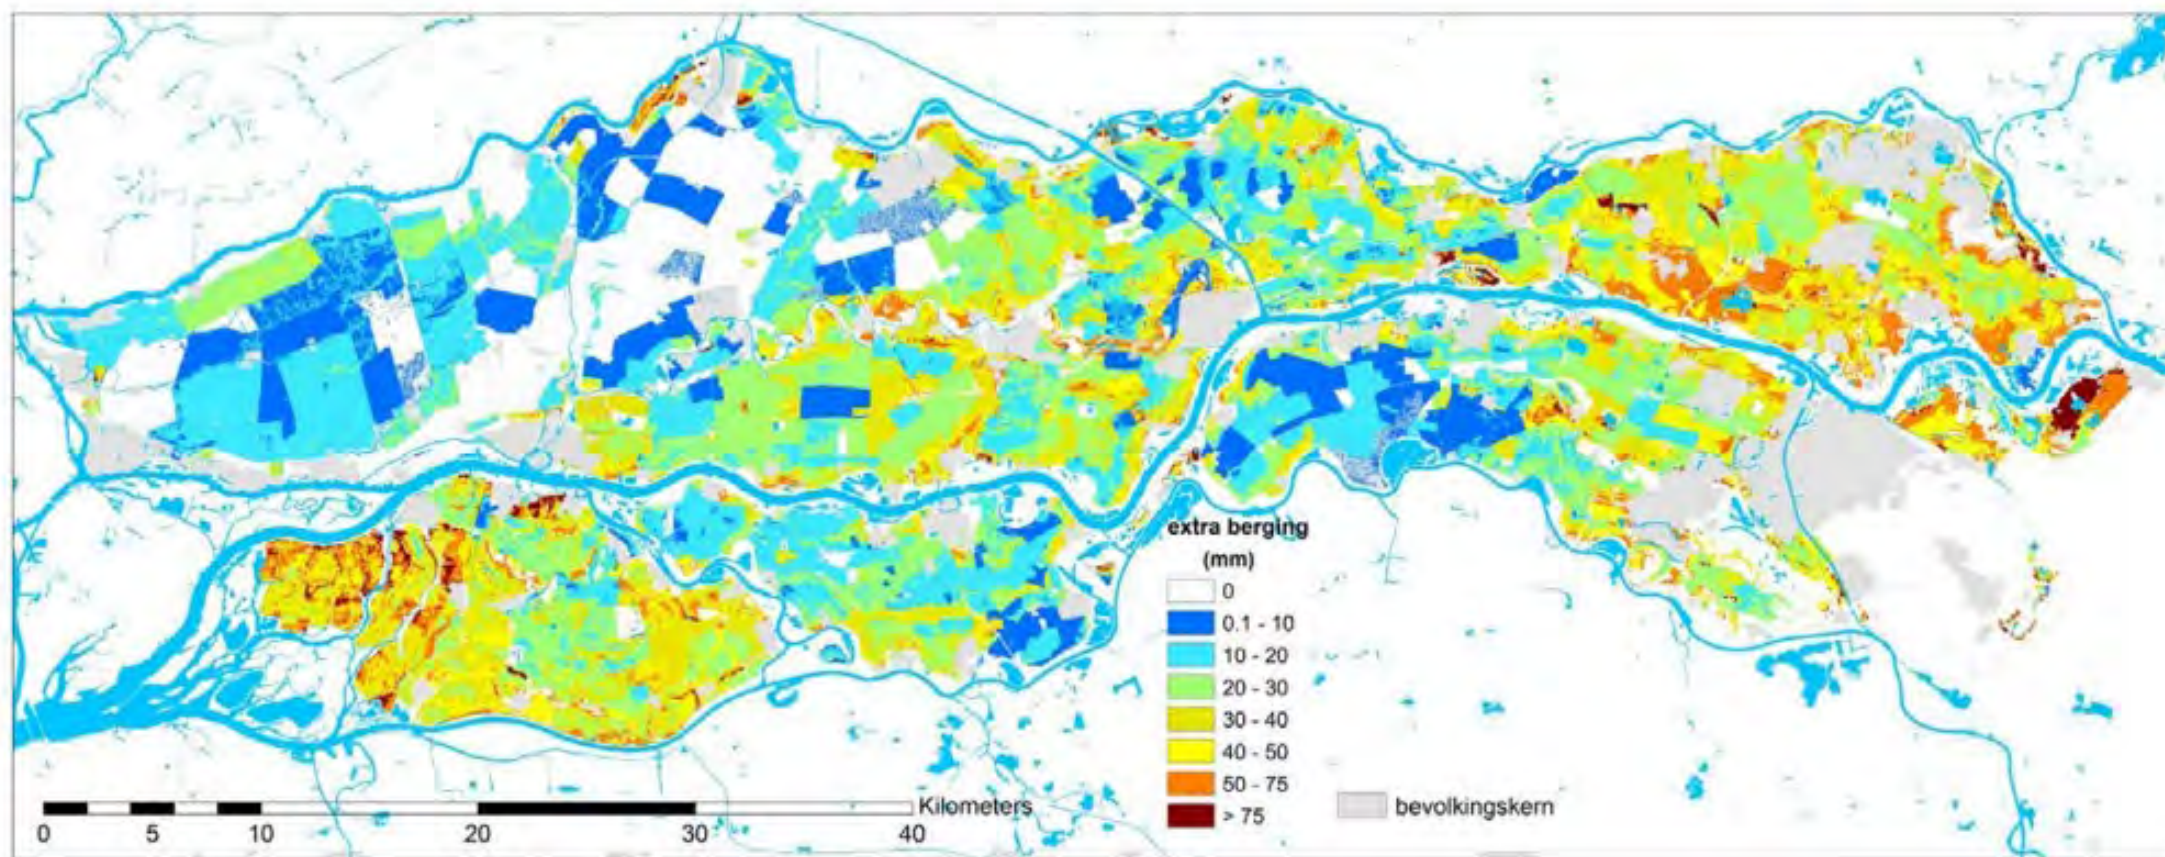 extra berging
(mm)
0
0.1 - 10
10 - 20
20 - 30
30 - 40
40 - 50
50 - 75
> 75
bevolkingskern
Kilometers
0 5 10 20 30 40